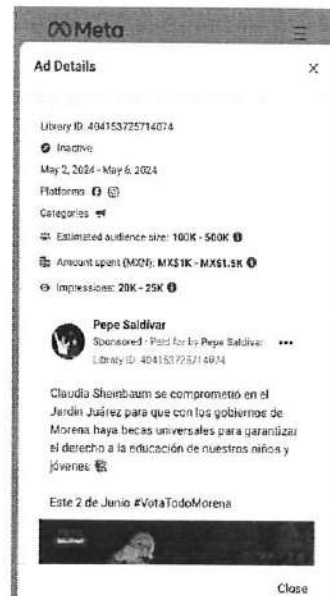 Meta
Ad Details
Library ID: 404153725714074
Inactive
May 2, 2024 - May 6, 2024
Platforms
Categories
Estimated audience size: 100K - 500K
Amount spent (MXN): MX$1K - MX$1.5K
Impressions: 20K - 25K
Pepe Saldívar
Sponsored · Paid for by Pepe Saldívar
Library ID: 404153725714074
Claudia Sheinbaum se comprometió en el
Jardín Juárez para que con los gobiernos de
Morena haya becas universales para garantizar
el derecho a la educación de nuestros niños y
jóvenes
Este 2 de Junio #VotaTodoMorena
Close